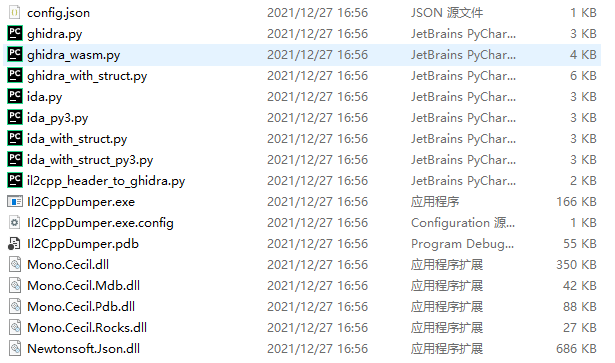 config.json 2021/12/27 16:56 JSON 源文件 1 KB
ghidra.py 2021/12/27 16:56 JetBrains PyChar... 3 KB
ghidra_wasm.py 2021/12/27 16:56 JetBrains PyChar... 4 KB
ghidra_with_struct.py 2021/12/27 16:56 JetBrains PyChar... 6 KB
ida.py 2021/12/27 16:56 JetBrains PyChar... 3 KB
ida_py3.py 2021/12/27 16:56 JetBrains PyChar... 3 KB
ida_with_struct.py 2021/12/27 16:56 JetBrains PyChar... 3 KB
ida_with_struct_py3.py 2021/12/27 16:56 JetBrains PyChar... 3 KB
il2cpp_header_to_ghidra.py 2021/12/27 16:56 JetBrains PyChar... 2 KB
Il2CppDumper.exe 2021/12/27 16:56 应用程序 166 KB
Il2CppDumper.exe.config 2021/12/27 16:56 Configuration 源... 1 KB
Il2CppDumper.pdb 2021/12/27 16:56 Program Debug... 55 KB
Mono.Cecil.dll 2021/12/27 16:56 应用程序扩展 350 KB
Mono.Cecil.Mdb.dll 2021/12/27 16:56 应用程序扩展 42 KB
Mono.Cecil.Pdb.dll 2021/12/27 16:56 应用程序扩展 88 KB
Mono.Cecil.Rocks.dll 2021/12/27 16:56 应用程序扩展 27 KB
Newtonsoft.Json.dll 2021/12/27 16:56 应用程序扩展 686 KB